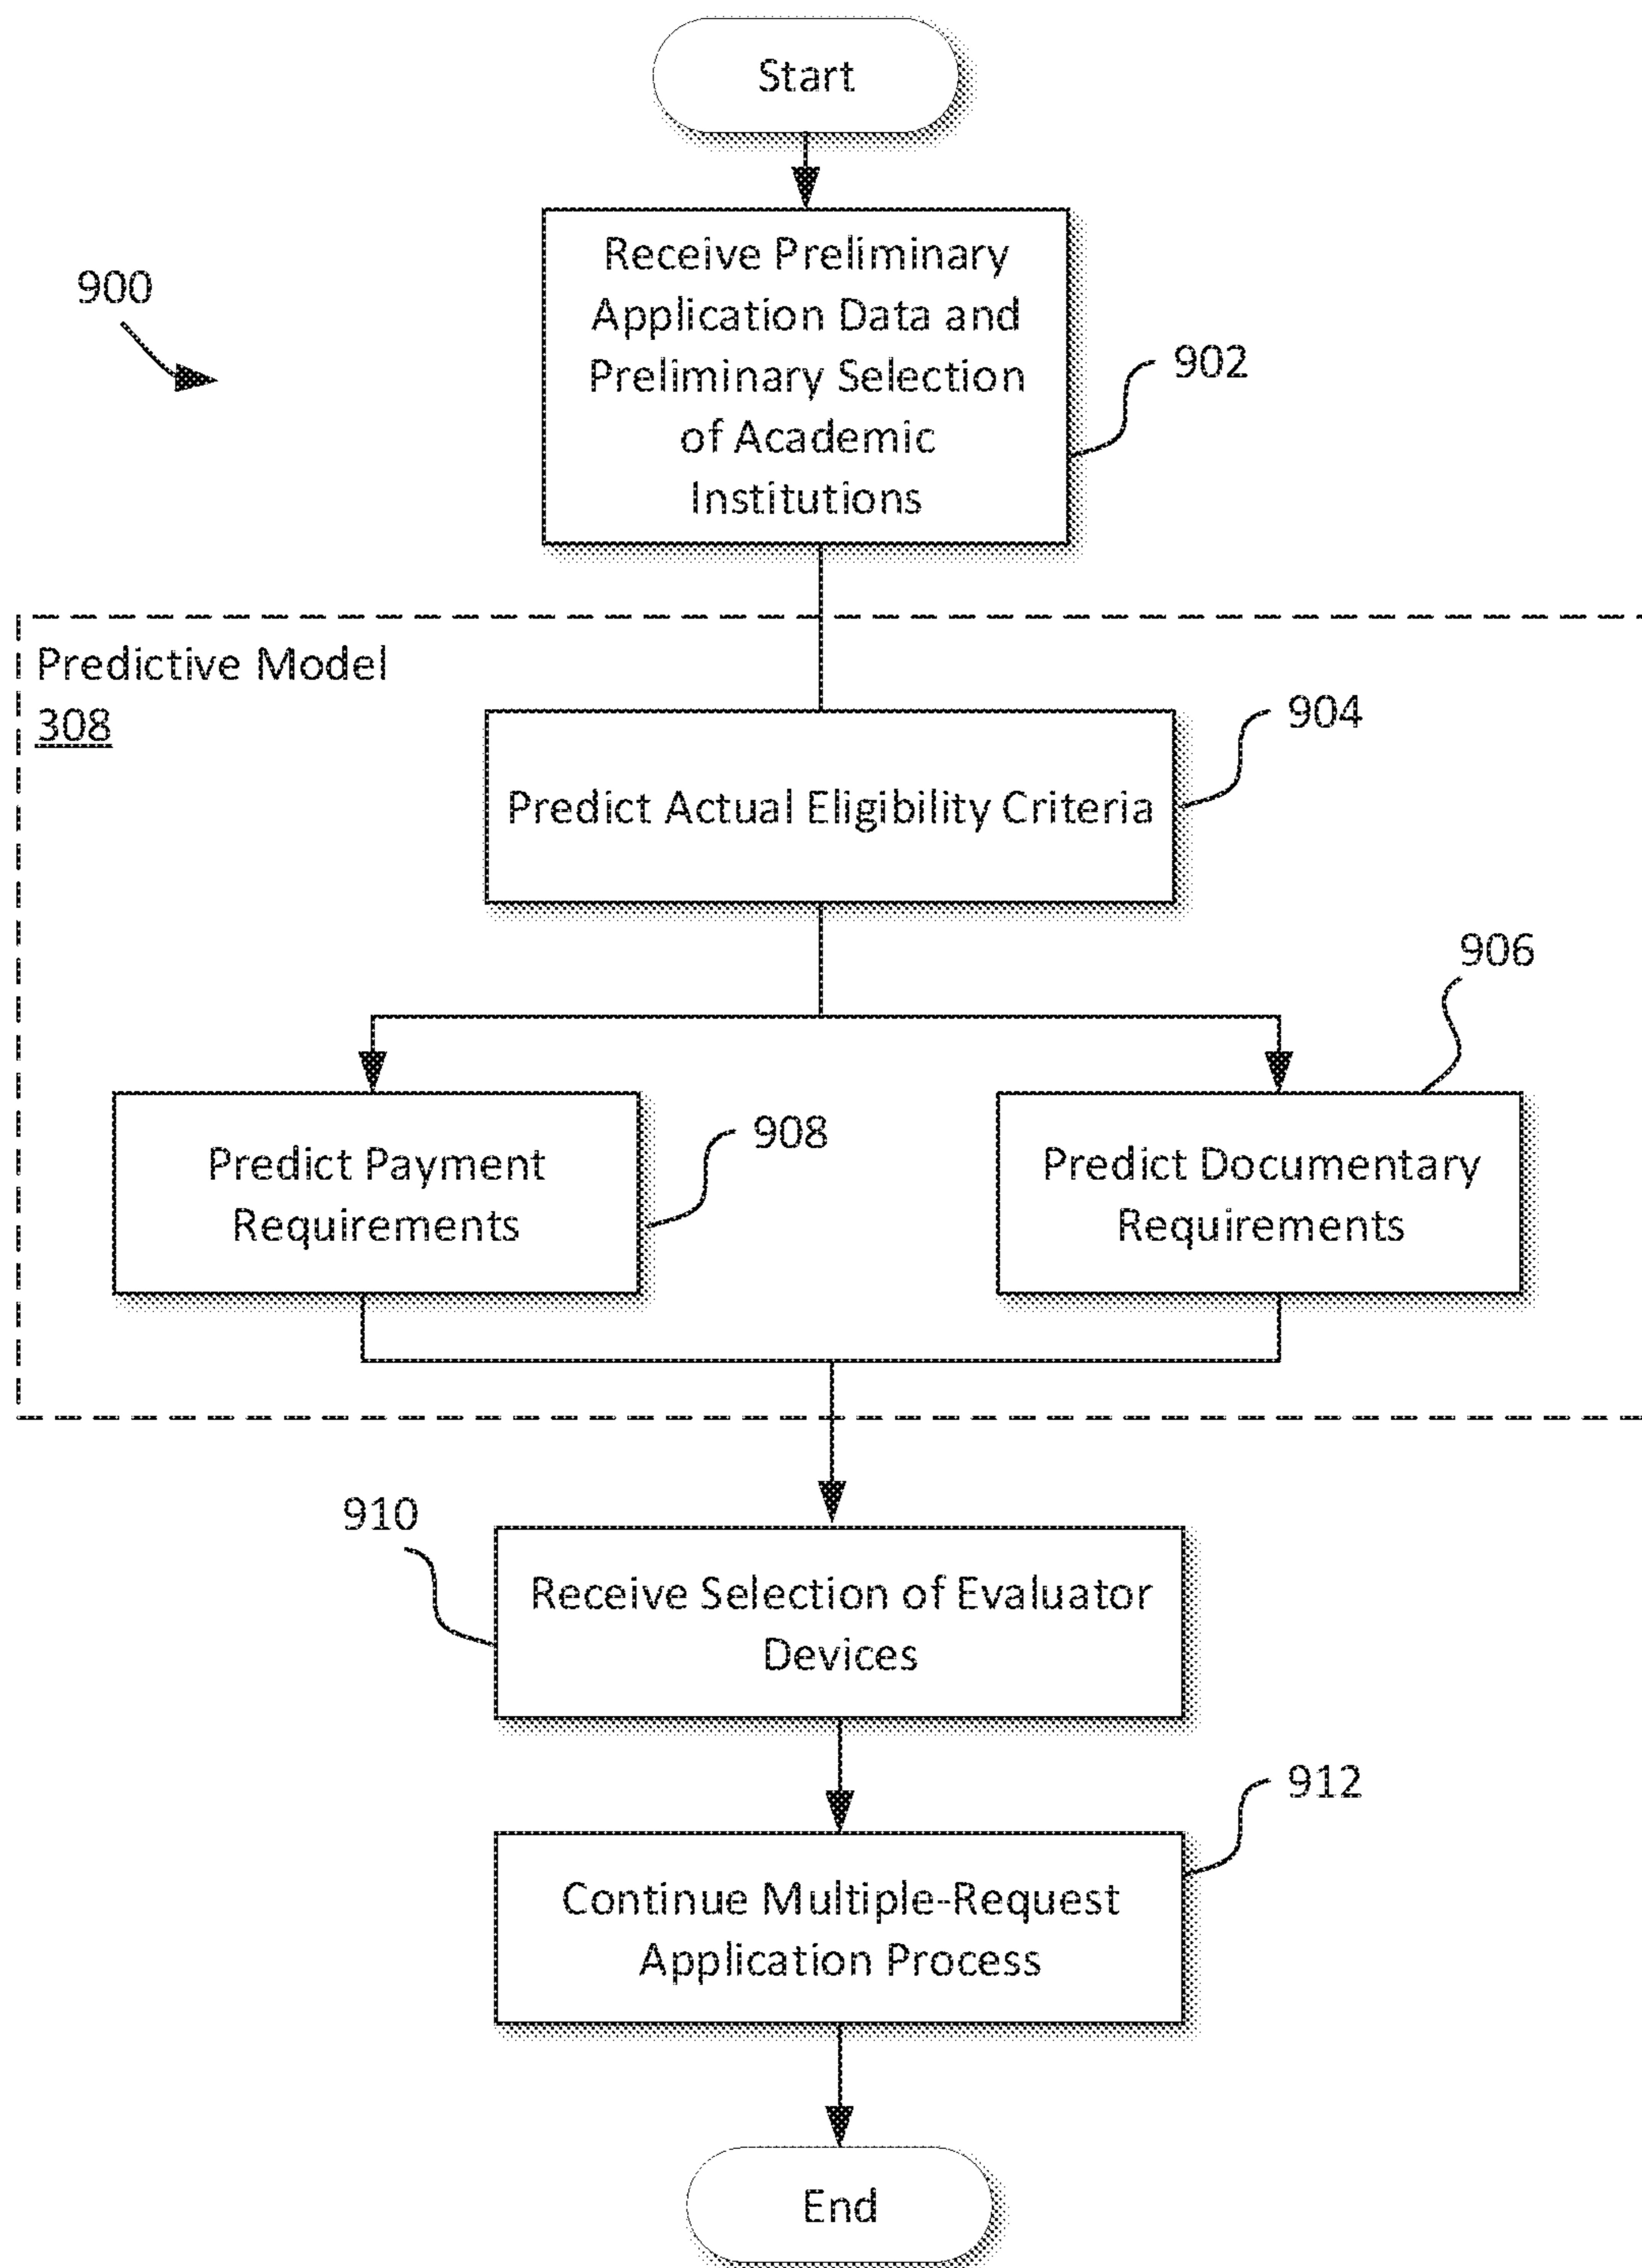 Start
900
Receive Preliminary
Application Data and
Preliminary Selection
of Academic
Institutions
902
Predictive Model
308
904
Predict Actual Eligibility Criteria
906
Predict Payment
Requirements
908
Predict Documentary
Requirements
910
Receive Selection of Evaluator
Devices
912
Continue Multiple-Request
Application Process
End